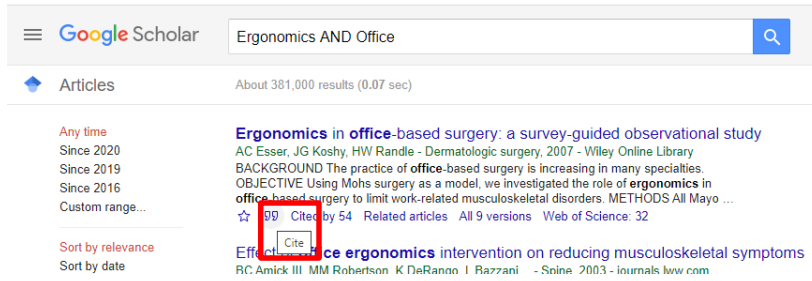 Google Scholar
Ergonomics AND Office
Articles
About 381,000 results (0.07 sec)
Any time
Since 2020
Since 2019
Since 2016
Custom range...
Sort by relevance
Sort by date
Ergonomics in office-based surgery: a survey-guided observational study
AC Esser, JG Koshy, HW Randle - Dermatologic surgery, 2007 - Wiley Online Library
BACKGROUND The practice of office-based surgery is increasing in many specialties.
OBJECTIVE Using Mohs surgery as a model, we investigated the role of ergonomics in
office-based surgery to limit work-related musculoskeletal disorders. METHODS All Mayo ...
Cited by 54 Related articles All 9 versions Web of Science: 32
Cite
Effect office ergonomics intervention on reducing musculoskeletal symptoms
BC Amick III, MM Robertson, K DeRango, L Bazzani... - Spine, 2003 - journals.lww.com